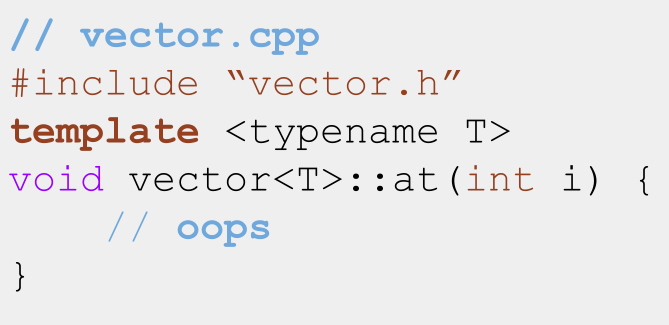 // vector.cpp
#include “vector.h”
template <typename T>
void vector<T>::at(int i) {
// oops
}